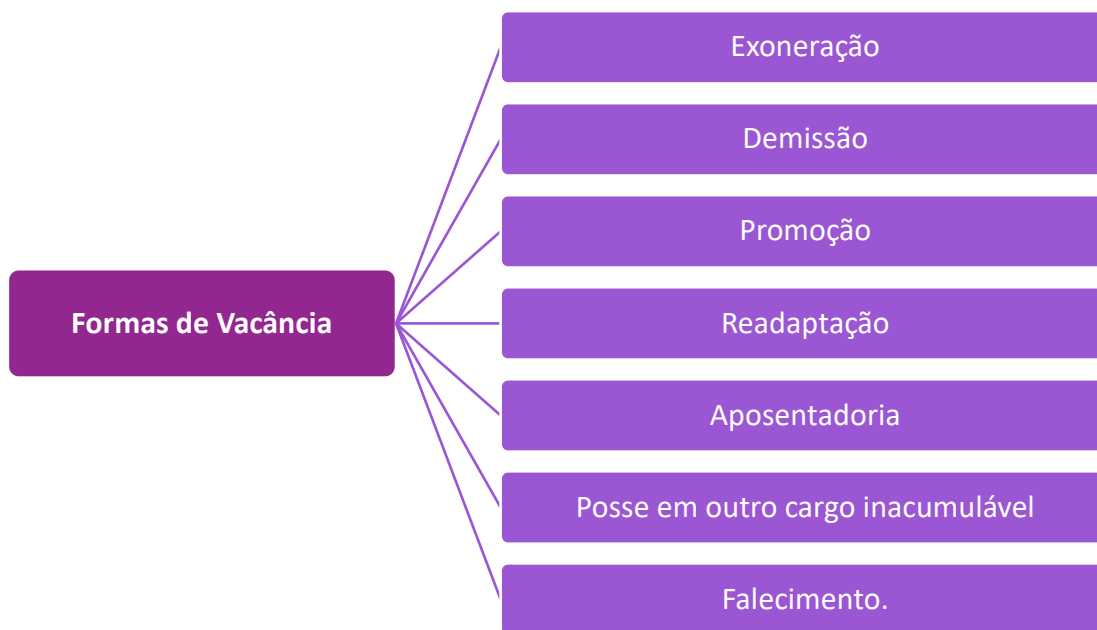 Formas de Vacância
Exoneração
Demissão
Promoção
Readaptação
Aposentadoria
Posse em outro cargo inacumulável
Falecimento.